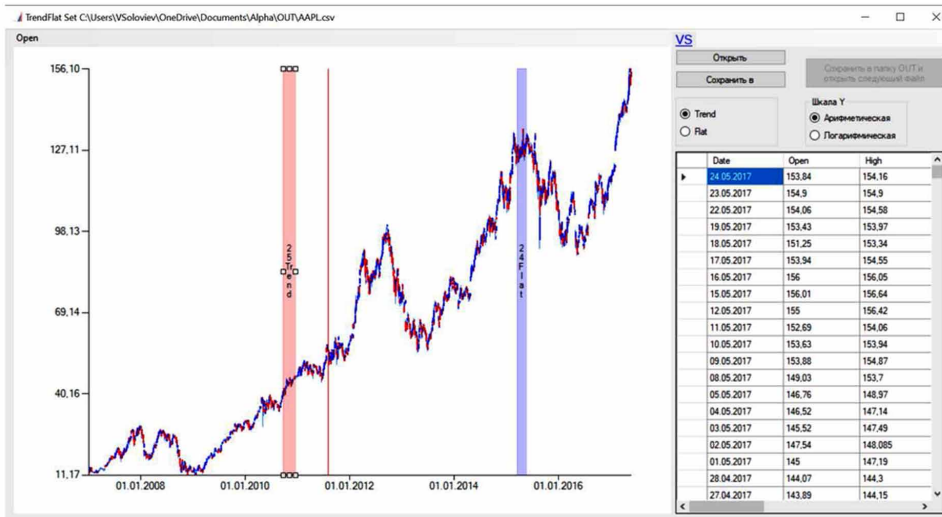 TrendFlat Set C:\Users\VSoloviev\OneDrive\Documents\Alpha\OUT\AAPL.csv
Open
VS
Открыть
Сохранить в
Сохранить в папку OUT и
открыть следующий файл
Trend
Flat
Шкала Y
Арифметическая
Логарифмическая
156,10
127,11
98,13
69,14
40,16
11,17
01.01.2008 01.01.2010 01.01.2012 01.01.2014 01.01.2016
25Trend
24Flat
Date Open High
24.05.2017 153,84 154,16
23.05.2017 154,9 154,9
22.05.2017 154,06 154,58
19.05.2017 153,43 153,97
18.05.2017 151,25 153,34
17.05.2017 153,94 154,55
16.05.2017 156 156,05
15.05.2017 156,01 156,64
12.05.2017 155 156,42
11.05.2017 152,69 154,06
10.05.2017 153,63 153,94
09.05.2017 153,88 154,87
08.05.2017 149,03 153,7
05.05.2017 146,76 148,97
04.05.2017 146,52 147,14
03.05.2017 145,52 147,49
02.05.2017 147,54 148,085
01.05.2017 145 147,19
28.04.2017 144,07 144,3
27.04.2017 143,89 144,15